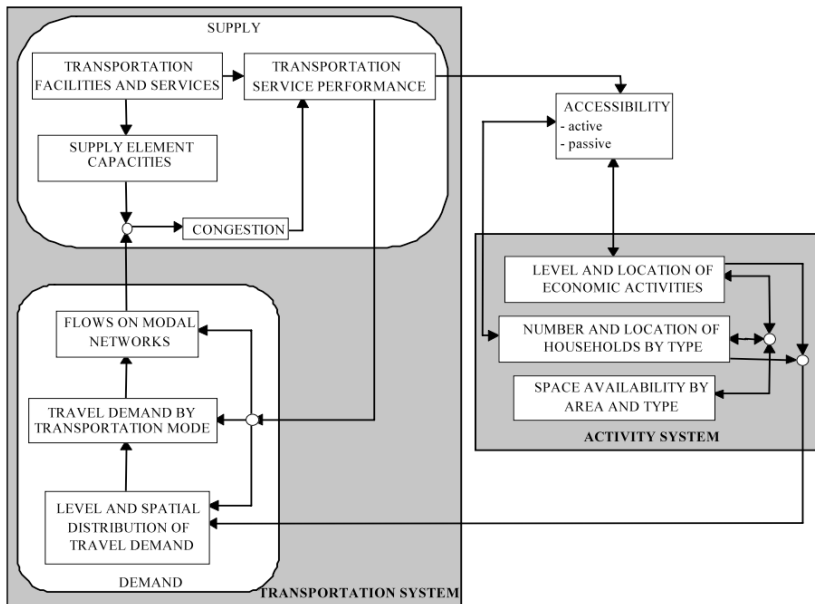 SUPPLY
TRANSPORTATION
FACILITIES AND SERVICES
TRANSPORTATION
SERVICE PERFORMANCE
SUPPLY ELEMENT
CAPACITIES
CONGESTION
ACCESSIBILITY
- active
- passive
LEVEL AND LOCATION OF
ECONOMIC ACTIVITIES
NUMBER AND LOCATION OF
HOUSEHOLDS BY TYPE
SPACE AVAILABILITY BY
AREA AND TYPE
ACTIVITY SYSTEM
FLOWS ON MODAL
NETWORKS
TRAVEL DEMAND BY
TRANSPORTATION MODE
LEVEL AND SPATIAL
DISTRIBUTION OF
TRAVEL DEMAND
DEMAND
TRANSPORTATION SYSTEM